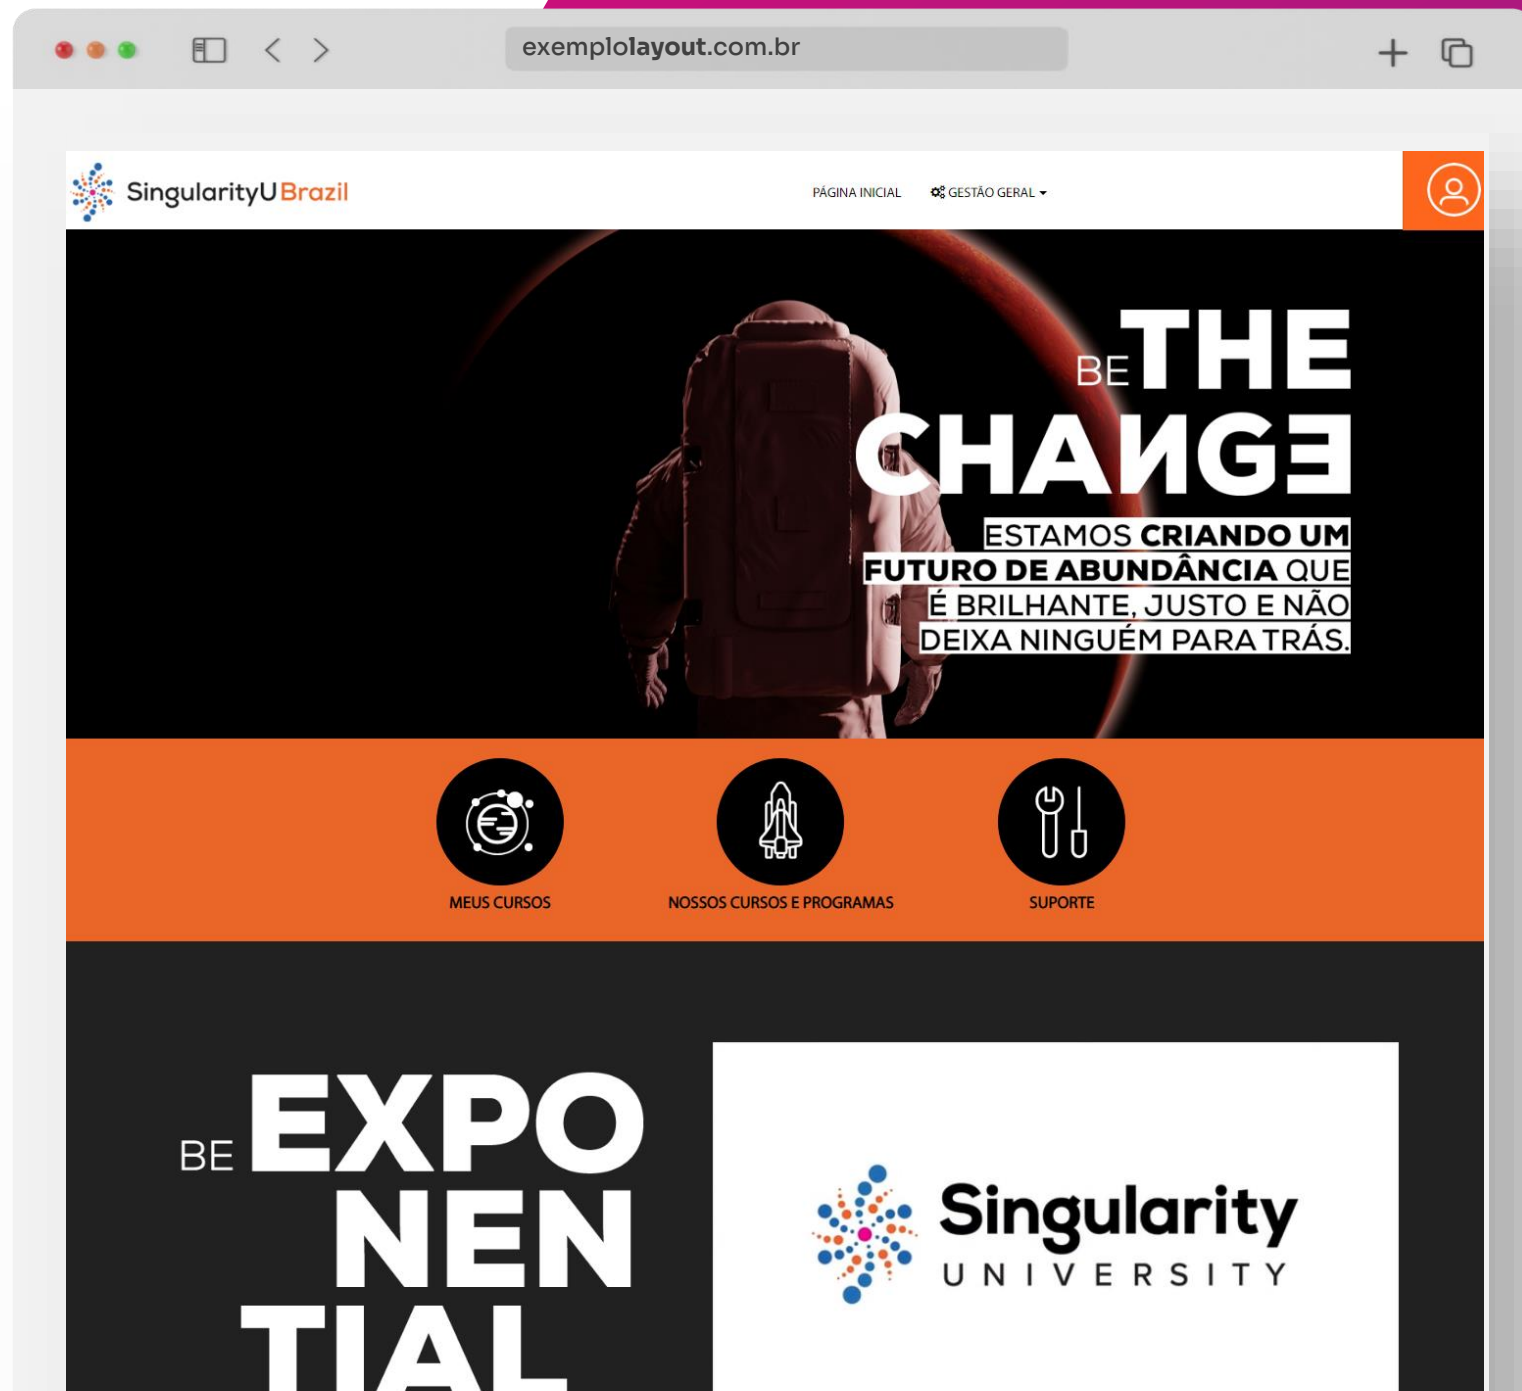 exemplolayout.com.br
SingularityU Brazil
PÁGINA INICIAL
GESTÃO GERAL
BE THE
CHANGE
ESTAMOS CRIANDO UM
FUTURO DE ABUNDÂNCIA QUE
É BRILHANTE, JUSTO E NÃO
DEIXA NINGUÉM PARA TRÁS.
MEUS CURSOS
NOSSOS CURSOS E PROGRAMAS
SUPORTE
BE EXPO
NEN
TIAL
Singularity
UNIVERSITY